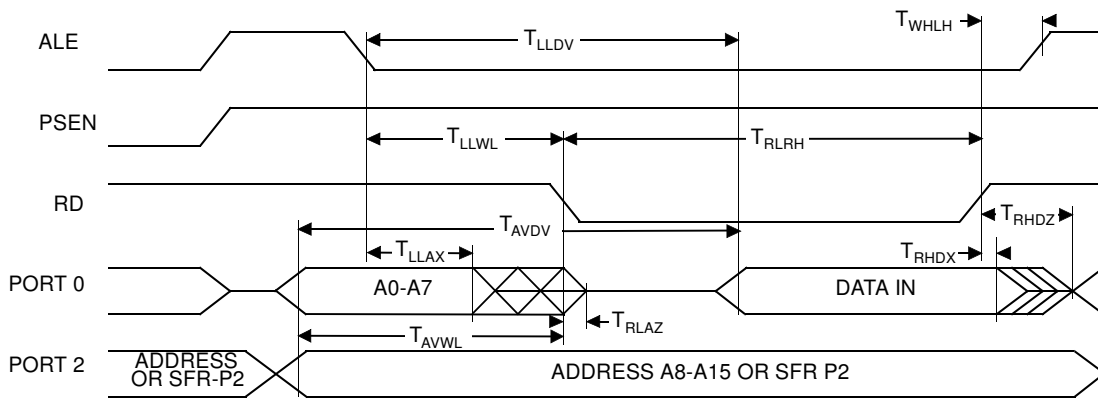 ALE
T_LLDV
T_WHLH
PSEN
T_LLWL
T_RLRH
RD
T_AVDV
T_RHDZ
T_LLAX
T_RHDX
PORT 0
A0-A7
DATA IN
T_RLAZ
T_AVWL
PORT 2
ADDRESS
OR SFR-P2
ADDRESS A8-A15 OR SFR P2